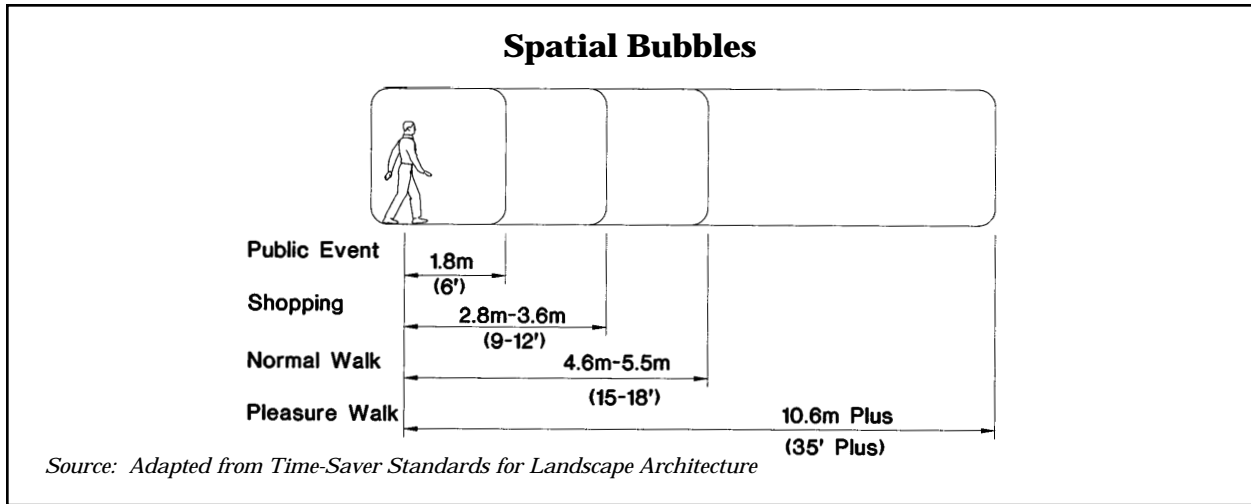 Spatial Bubbles
Public Event
1.8m
(6')
Shopping
2.8m-3.6m
(9-12')
Normal Walk
4.6m-5.5m
(15-18')
Pleasure Walk
10.6m Plus
(35' Plus)
Source: Adapted from Time-Saver Standards for Landscape Architecture